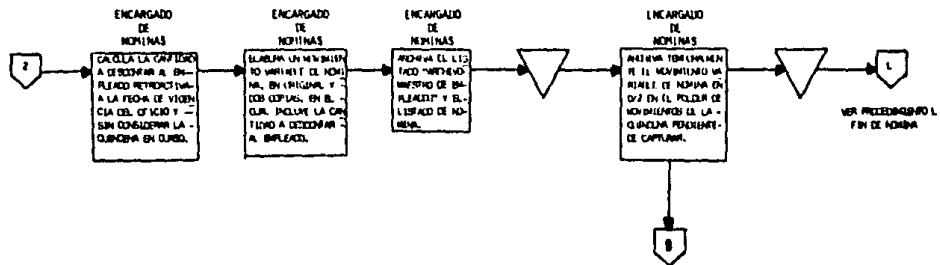 ENCARGADO
DE
NOMINAS
ENCARGADO
DE
NOMINAS
ENCARGADO
DE
NOMINAS
ENCARGADO
DE
NOMINAS
2
CALCULA LA CANTIDAD
A DESCONTAR AL EM-
PLEADO RETROACTIVA-
A LA FECHA DE VIGEN-
CIA DEL OFICIO Y -
SIN CONSIDERAR LA -
QUINCENA EN CURSO.
ELABORA UN MOVIMIEN-
TO VARIABLE DE NOMI-
NA, EN ORIGINAL Y
DOS COPIAS, EN EL
CUAL INCLUYE LA CAN-
TIDAD A DESCONTAR -
AL EMPLEADO.
ARCHIVA EL LIS-
TADO "ARCHIVO-
MAESTRO DE EM-
PLEADOS" Y EL-
LISTADO DE NO-
MINA.
ARCHIVA TEMPORALMEN-
TE EL MOVIMIENTO VA-
RIABLE DE NOMINA EN
O/2 EN EL FOLDER DE
MOVIMIENTOS DE LA -
QUINCENA PENDIENTE-
DE CAPTURAR.
L
VER PROCEDIMIENTO L
FIN DE NOMINA